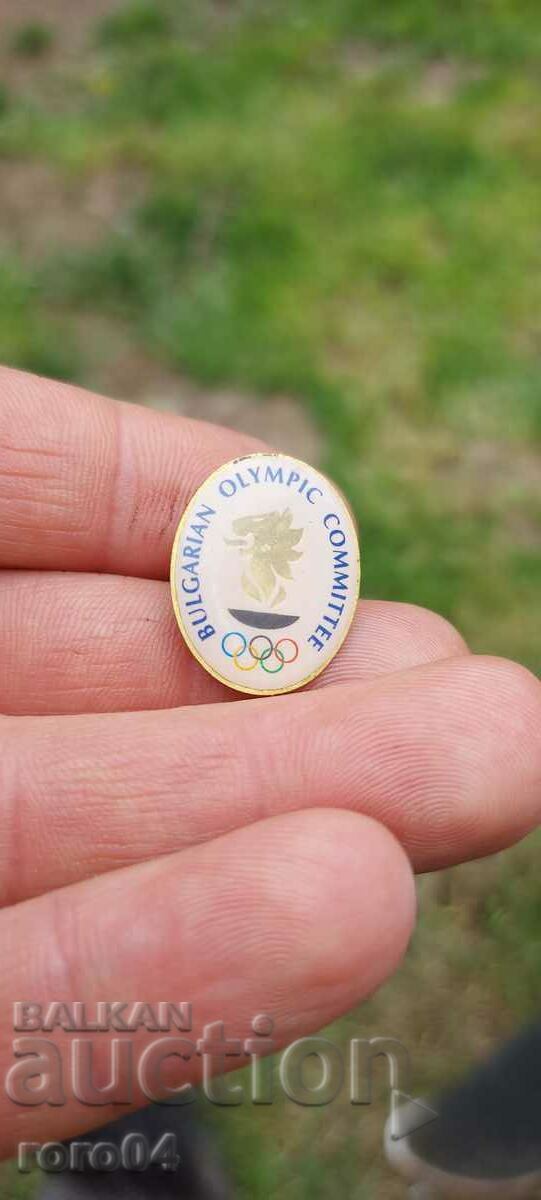 BULGARIAN OLYMPIC COMMITTEE
BALKAN
auction
roro04